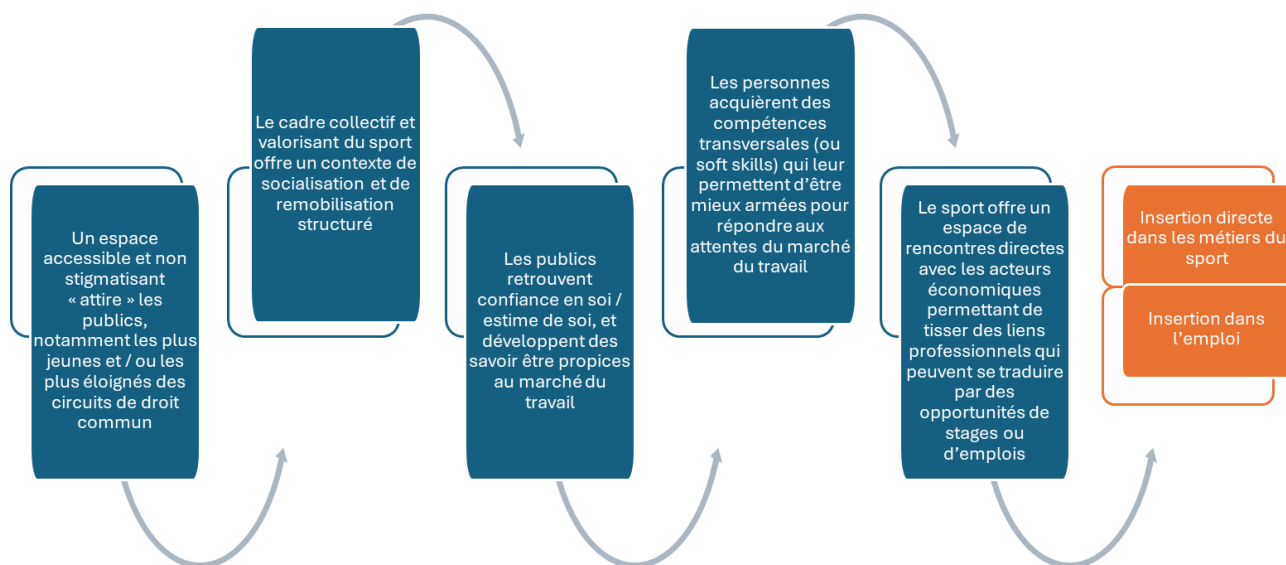 Un espace
accessible et non
stigmatisant
« attire » les
publics,
notamment les plus
jeunes et / ou les
plus éloignés des
circuits de droit
commun
Le cadre collectif et
valorisant du sport
offre un contexte de
socialisation et de
remobilisation
structuré
Les publics
retrouvent
confiance en soi /
estime de soi, et
développent des
savoir être propices
au marché du
travail
Les personnes
acquièrent des
compétences
transversales (ou
soft skills) qui leur
permettent d’être
mieux armées pour
répondre aux
attentes du marché
du travail
Le sport offre un
espace de
rencontres directes
avec les acteurs
économiques
permettant de
tisser des liens
professionnels qui
peuvent se traduire
par des
opportunités de
stages ou
d’emplois
Insertion directe
dans les métiers du
sport
Insertion dans
l’emploi